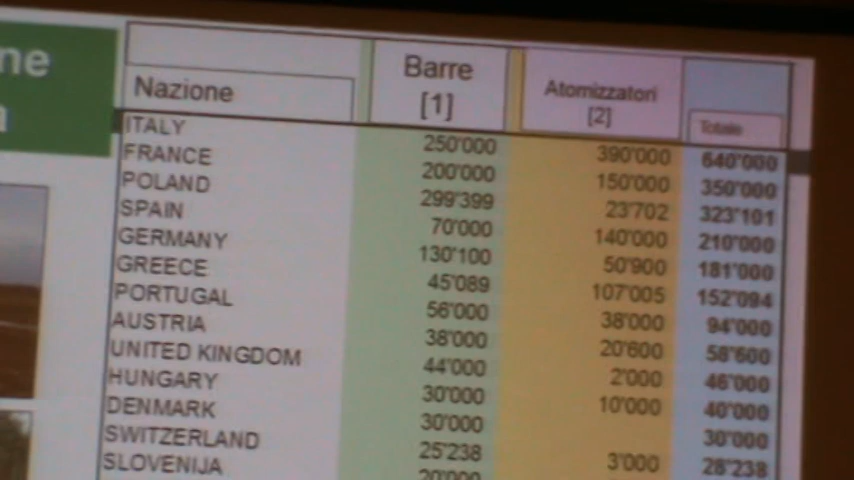 ne
Nazione Barre [1] Atomizzatori [2] Totale
ITALY 250'000 390'000 640'000
FRANCE 200'000 150'000 350'000
POLAND 299'399 23'702 323'101
SPAIN 70'000 140'000 210'000
GERMANY 130'100 50'900 181'000
GREECE 45'089 107'005 152'094
PORTUGAL 56'000 38'000 94'000
AUSTRIA 38'000 20'600 58'600
UNITED KINGDOM 44'000 2'000 46'000
HUNGARY 30'000 10'000 40'000
DENMARK 30'000 30'000
SWITZERLAND 25'238 3'000 28'238
SLOVENIJA 20'000